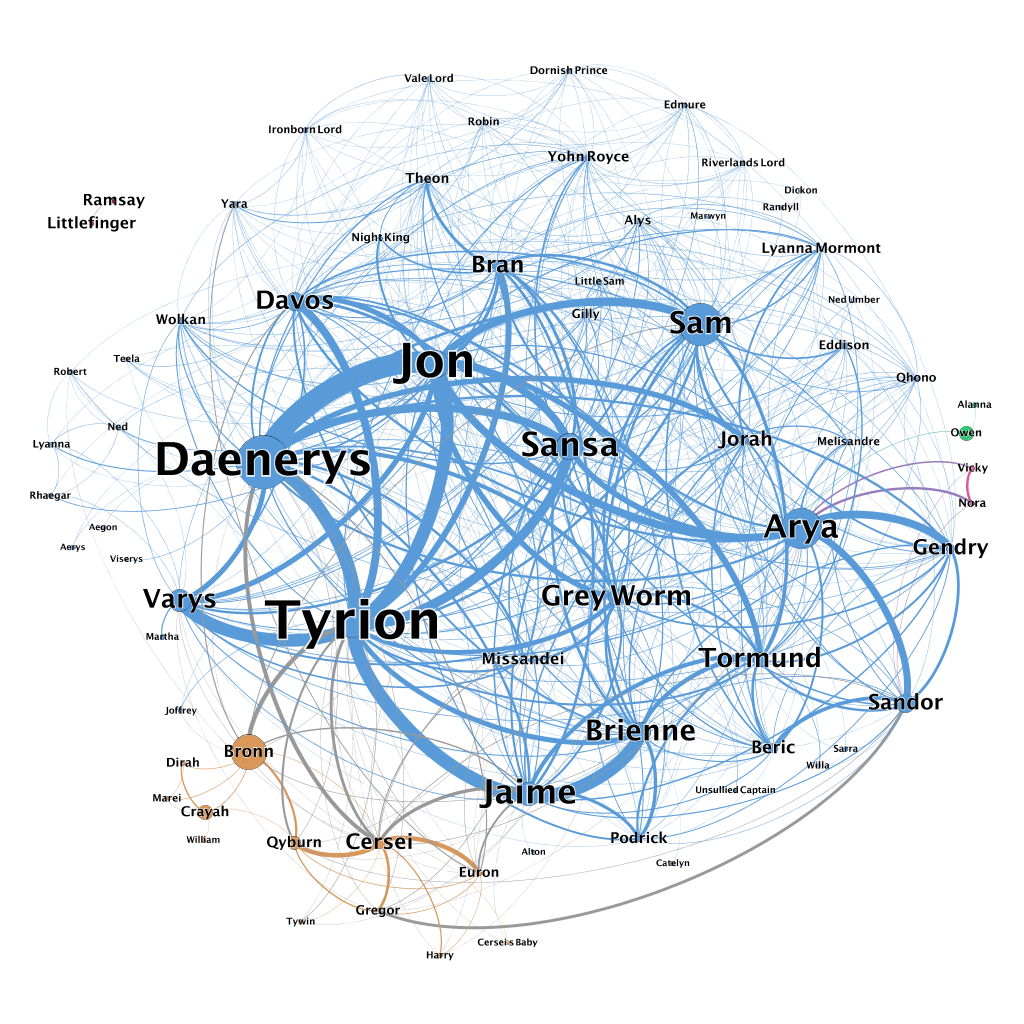 Dornish Prince
Vale Lord
Edmure
Robin
Ironborn Lord
Yohn Royce
Riverlands Lord
Theon
Dickon
Ramsay
Yara
Randyll
Marwyn
Littlefinger
Alys
Night King
Lyanna Mormont
Bran
Little Sam
Davos
Ned Umber
Gilly
Wolkan
Sam
Eddison
Teela
Jon
Robert
Qhono
Alanna
Ned
Owen
Jorah
Melisandre
Lyanna
Sansa
Daenerys
Vicky
Rhaegar
Nora
Aegon
Arya
Aerys
Gendry
Viserys
Varys
Grey Worm
Tyrion
Martha
Missandei
Tormund
Sandor
Joffrey
Brienne
Beric
Sarra
Bronn
Dirah
Willa
Unsullied Captain
Jaime
Marei
Crayah
William
Qyburn
Cersei
Podrick
Alton
Catelyn
Euron
Gregor
Tywin
Cersei's Baby
Harry